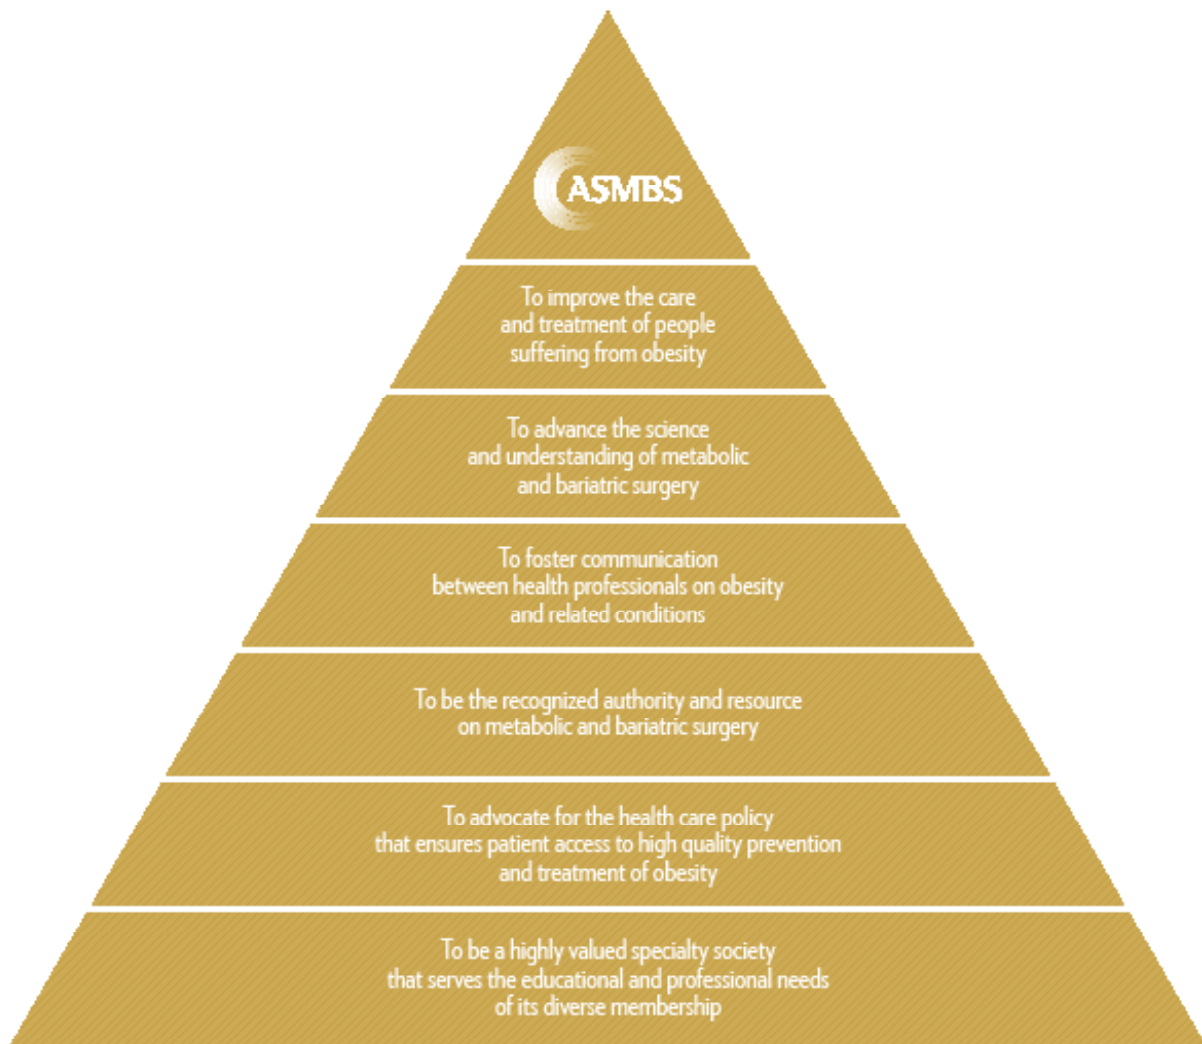 ASMBS
To improve the care
and treatment of people
suffering from obesity
To advance the science
and understanding of metabolic
and bariatric surgery
To foster communication
between health professionals on obesity
and related conditions
To be the recognized authority and resource
on metabolic and bariatric surgery
To advocate for the health care policy
that ensures patient access to high quality prevention
and treatment of obesity
To be a highly valued specialty society
that serves the educational and professional needs
of its diverse membership